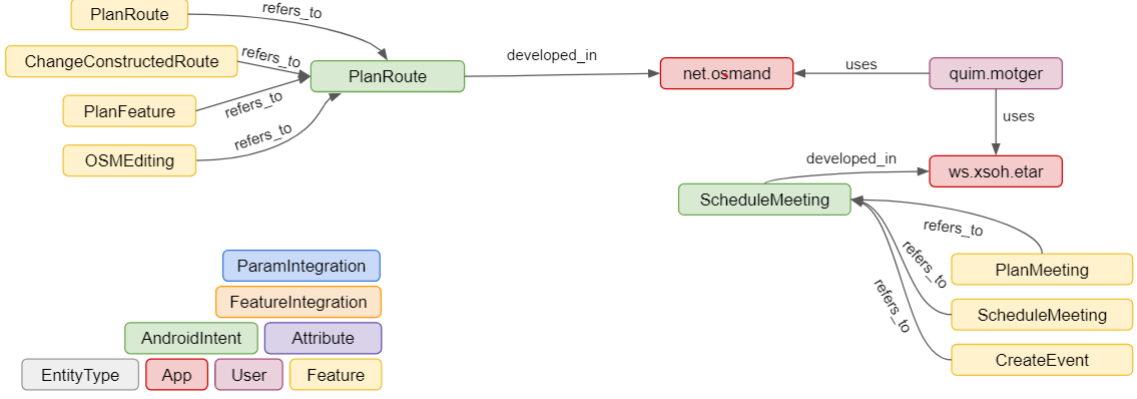 PlanRoute
refers_to
ChangeConstructedRoute
refers_to
PlanFeature
refers_to
OSMEditing
refers_to
PlanRoute
developed_in
net.osmand
uses
quim.motger
uses
developed_in
ws.xsoh.etar
ScheduleMeeting
refers_to
PlanMeeting
refers_to
ScheduleMeeting
refers_to
CreateEvent
ParamIntegration
FeatureIntegration
AndroidIntent
Attribute
EntityType
App
User
Feature